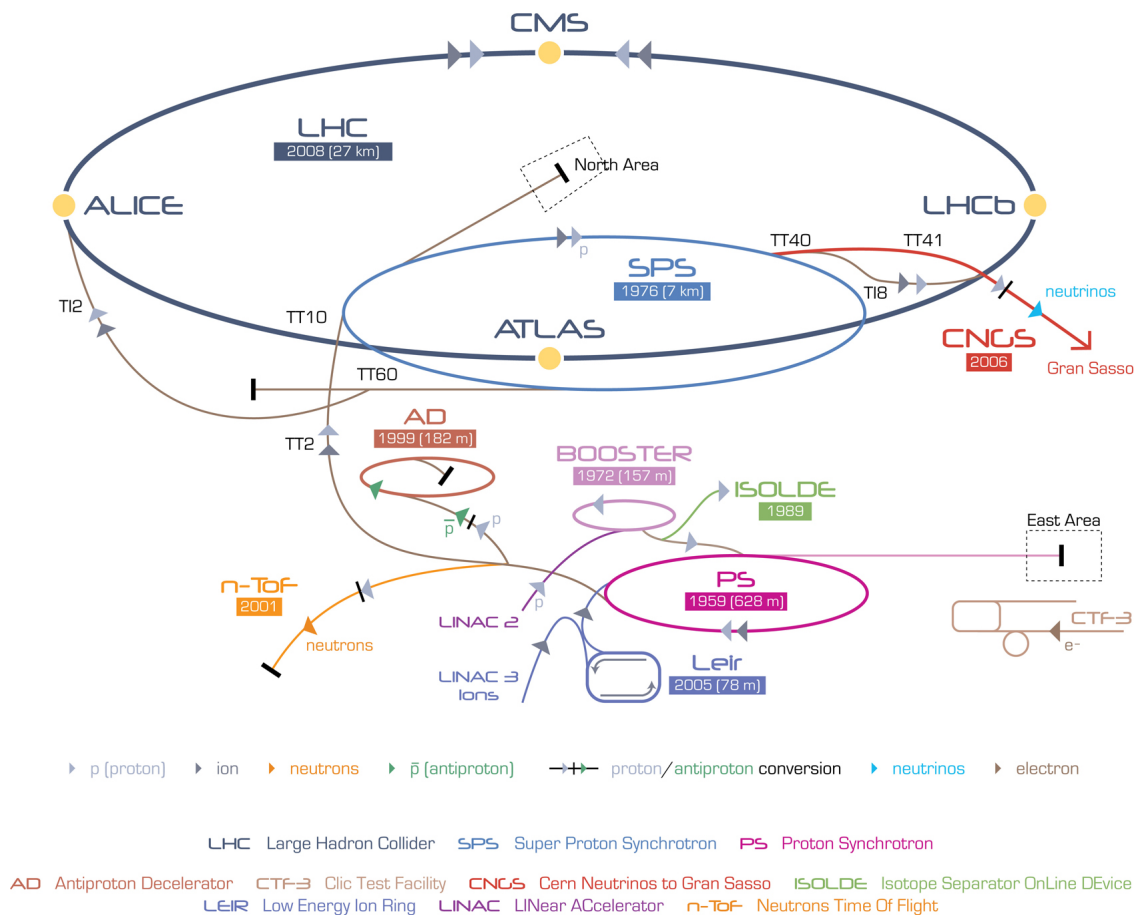 CMS
LHC
2008 (27 km)
North Area
ALICE
LHCb
TT40
TT41
p
SPS
1976 (7 km)
TI8
TI2
TT10
neutrinos
ATLAS
CNGS
2006
Gran Sasso
TT60
AD
1999 (182 m)
TT2
BOOSTER
1972 (157 m)
ISOLDE
1989
p̅
p
East Area
n-ToF
2001
PS
1959 (628 m)
p
LINAC 2
CTF-3
e⁻
neutrons
LINAC 3
Ions
Leir
2005 (78 m)
p (proton)
ion
neutrons
p̅ (antiproton)
proton/antiproton conversion
neutrinos
electron
LHC Large Hadron Collider SPS Super Proton Synchrotron PS Proton Synchrotron
AD Antiproton Decelerator CTF-3 Clic Test Facility CNGS Cern Neutrinos to Gran Sasso ISOLDE Isotope Separator OnLine DEvice
LEIR Low Energy Ion Ring LINAC LINear ACcelerator n-ToF Neutrons Time Of Flight